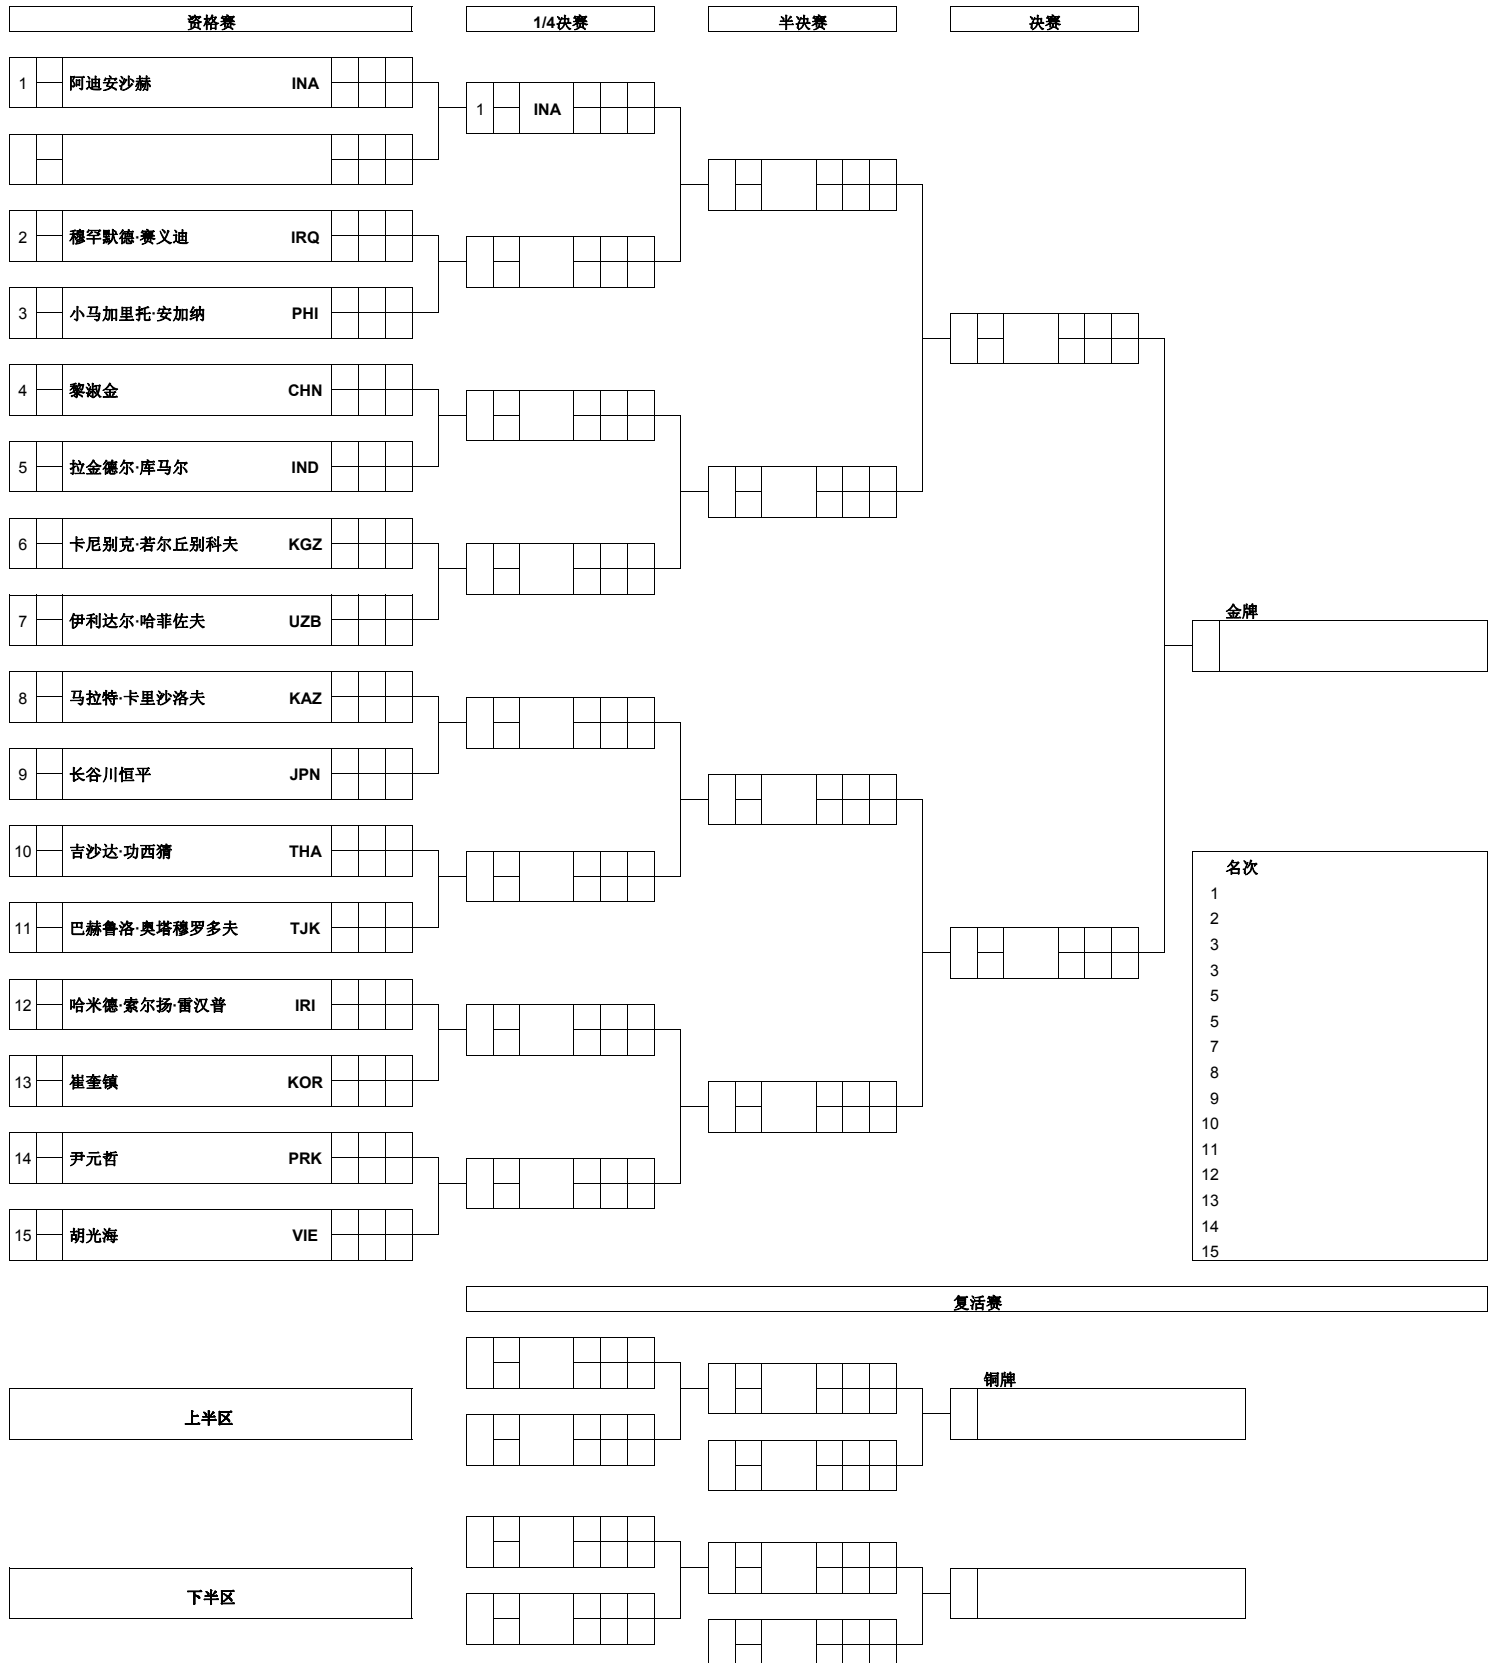 资格赛 1/4决赛 半决赛 决赛
1 阿迪安沙赫 INA
1 INA
2 穆罕默德·赛义迪 IRQ
3 小马加里托·安加纳 PHI
4 黎淑金 CHN
5 拉金德尔·库马尔 IND
6 卡尼别克·若尔丘别科夫 KGZ
7 伊利达尔·哈菲佐夫 UZB
金牌
8 马拉特·卡里沙洛夫 KAZ
9 长谷川恒平 JPN
10 吉沙达·功西猜 THA
11 巴赫鲁洛·奥塔穆罗多夫 TJK
12 哈米德·索尔扬·雷汉普 IRI
13 崔奎镇 KOR
14 尹元哲 PRK
15 胡光海 VIE
名次
1
2
3
3
5
5
7
8
9
10
11
12
13
14
15
复活赛
铜牌
上半区
下半区